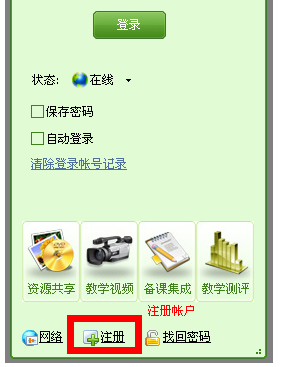 登录
状态: 在线
保存密码
自动登录
清除登录帐号记录
资源共享 教学视频 备课集成 教学测评
注册帐户
网络 注册 找回密码